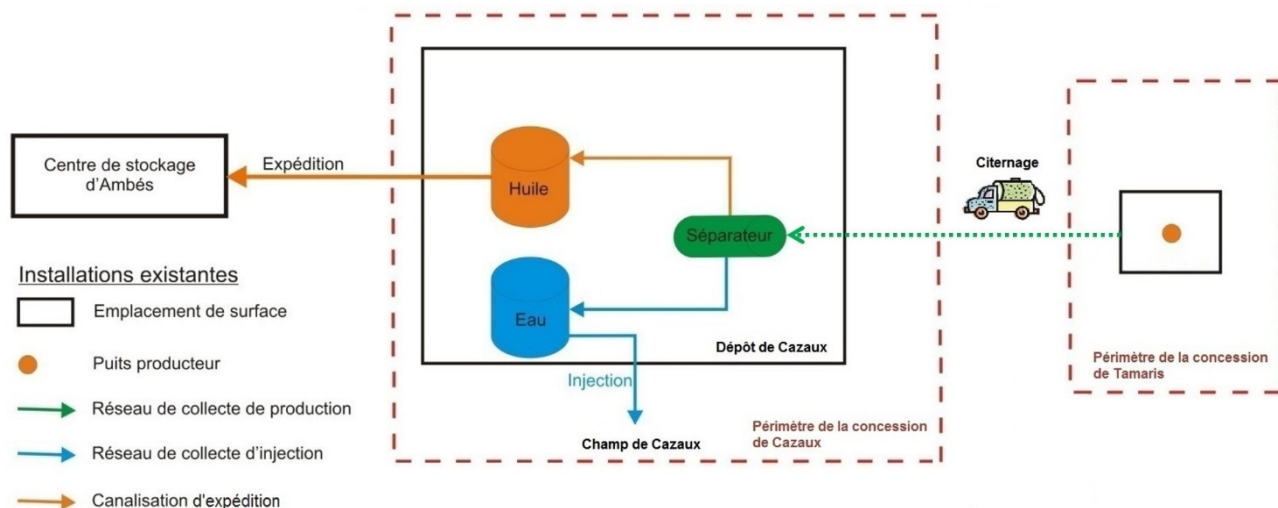 Centre de stockage
d'Ambés
Expédition
Huile
Séparateur
Eau
Dépôt de Cazaux
Injection
Champ de Cazaux
Périmètre de la concession
de Cazaux
Citernage
Périmètre de la concession
de Tamaris
Installations existantes
Emplacement de surface
Puits producteur
Réseau de collecte de production
Réseau de collecte d'injection
Canalisation d'expédition